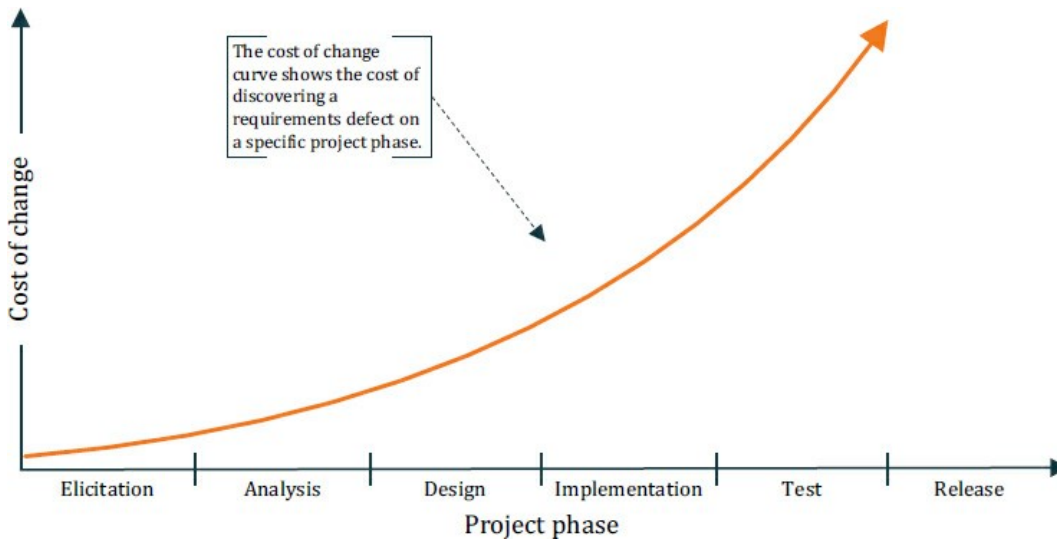 The cost of change
curve shows the cost of
discovering a
requirements defect on
a specific project phase.
Cost of change
Elicitation
Analysis
Design
Implementation
Test
Release
Project phase